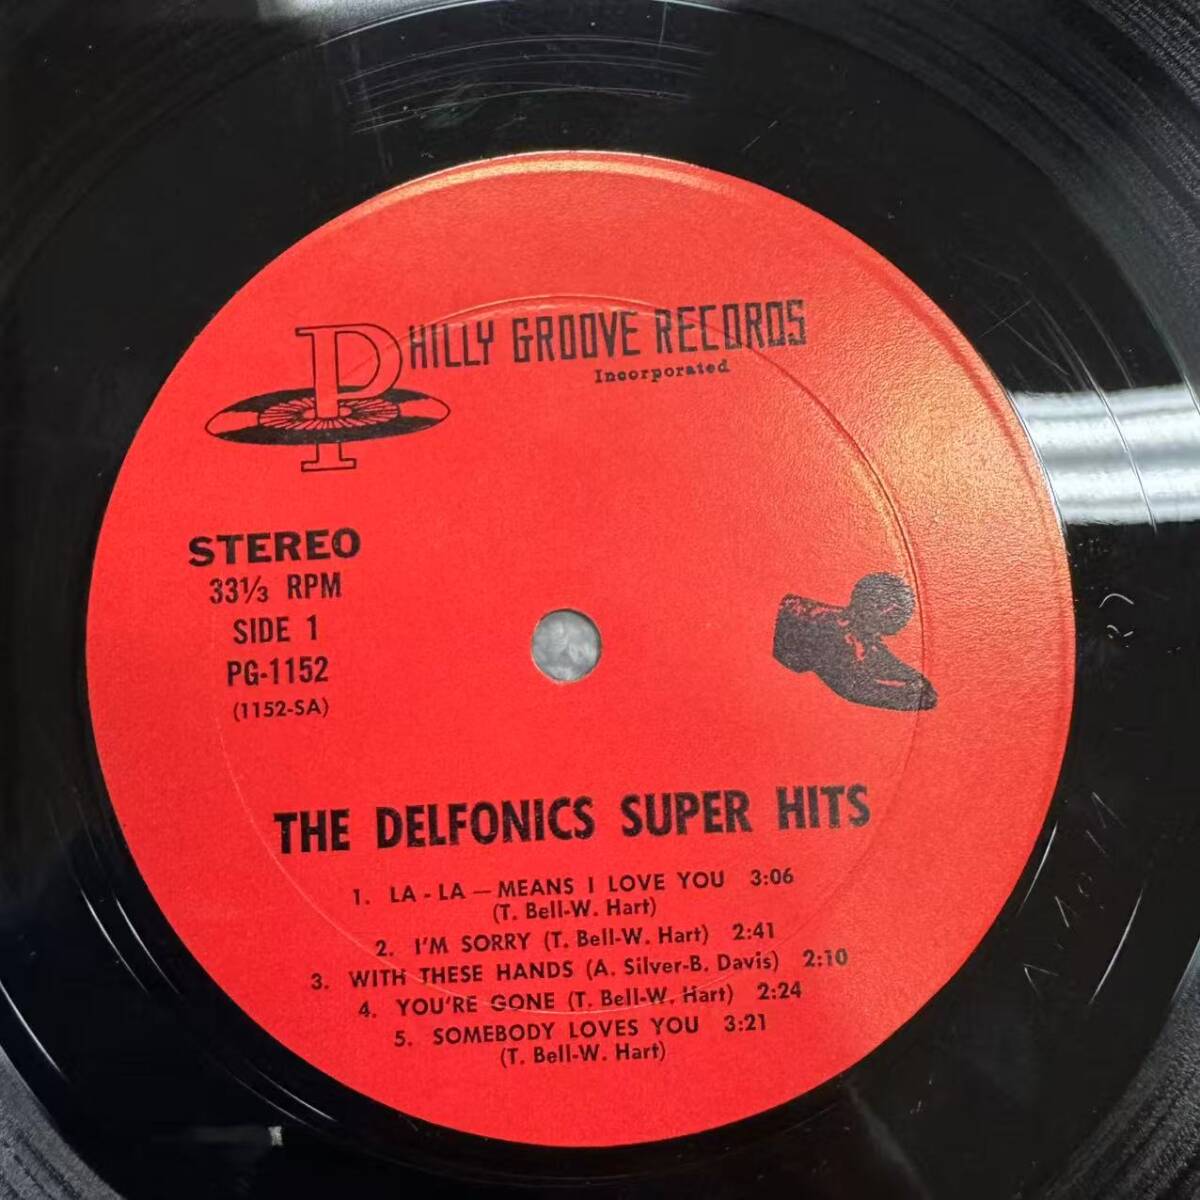 PHILLY GROOVE RECORDS
Incorporated
STEREO
33⅓ RPM
SIDE 1
PG-1152
(1152-SA)
THE DELFONICS SUPER HITS
1. LA - LA — MEANS I LOVE YOU 3:06
(T. Bell-W. Hart)
2. I'M SORRY (T. Bell-W. Hart) 2:41
3. WITH THESE HANDS (A. Silver-B. Davis) 2:10
4. YOU'RE GONE (T. Bell-W. Hart) 2:24
5. SOMEBODY LOVES YOU 3:21
(T. Bell-W. Hart)